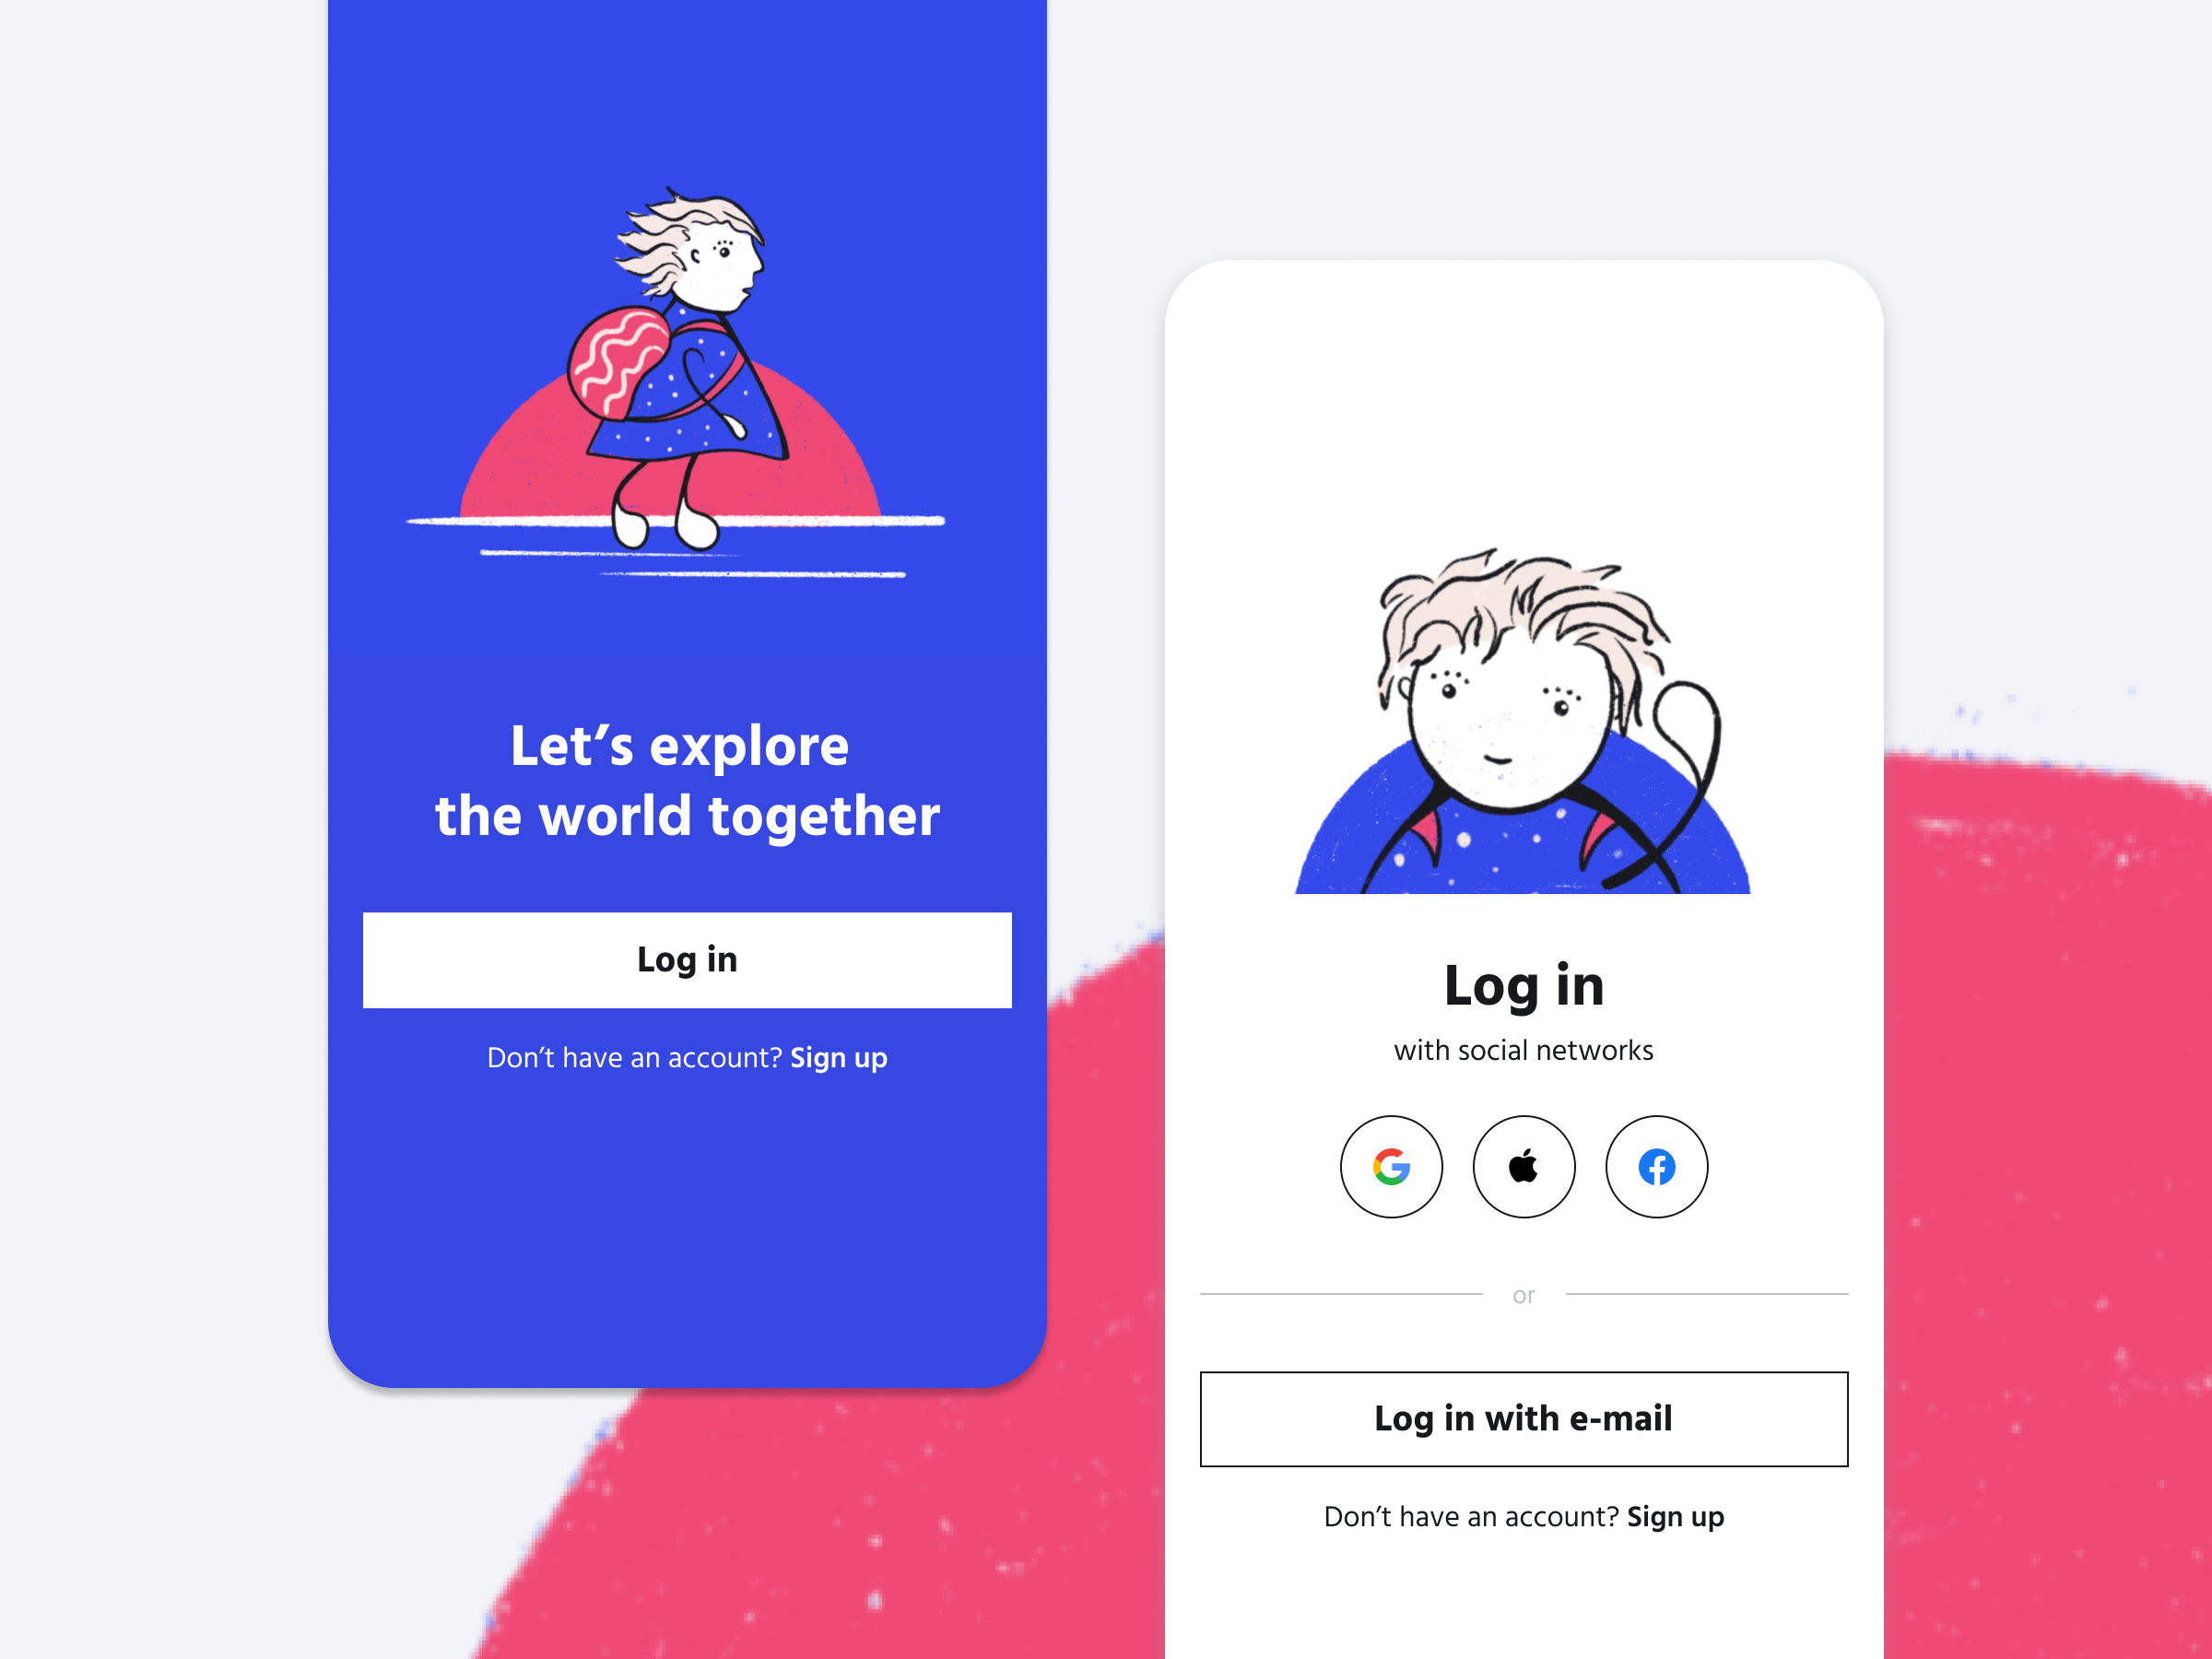 Let’s explore
the world together
Log in
Don’t have an account? Sign up
Log in
with social networks
or
Log in with e-mail
Don’t have an account? Sign up